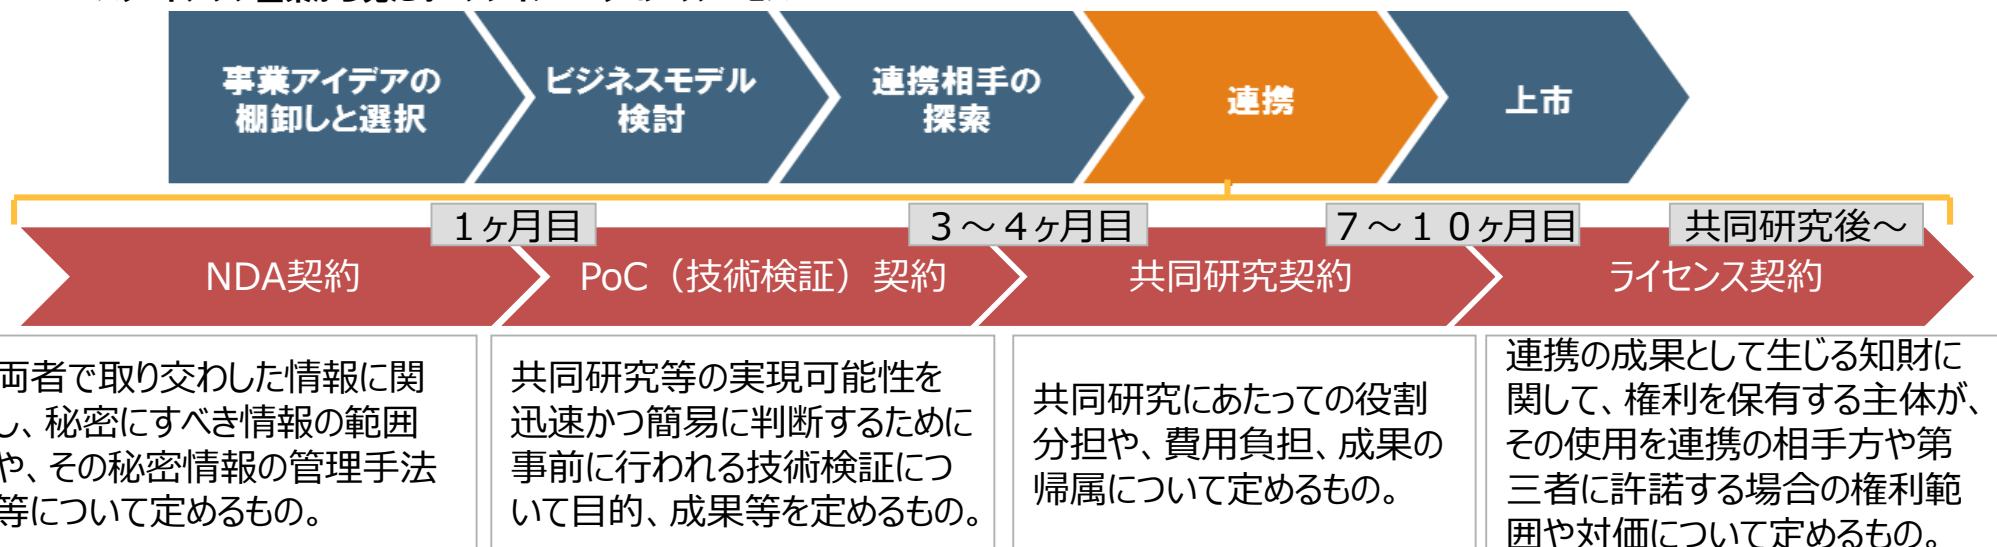 事業アイデアの
棚卸しと選択
ビジネスモデル
検討
連携相手の
探索
連携
上市
1ヶ月目
3～4ヶ月目
7～10ヶ月目
共同研究後～
NDA契約
PoC（技術検証）契約
共同研究契約
ライセンス契約
両者で取り交わした情報に関
し、秘密にすべき情報の範囲
や、その秘密情報の管理手法
等について定めるもの。
共同研究等の実現可能性を
迅速かつ簡易に判断するために
事前に行われる技術検証につ
いて目的、成果等を定めるもの。
共同研究にあたっての役割
分担や、費用負担、成果の
帰属について定めるもの。
連携の成果として生じる知財に
関して、権利を保有する主体が、
その使用を連携の相手方や第
三者に許諾する場合の権利範
囲や対価について定めるもの。